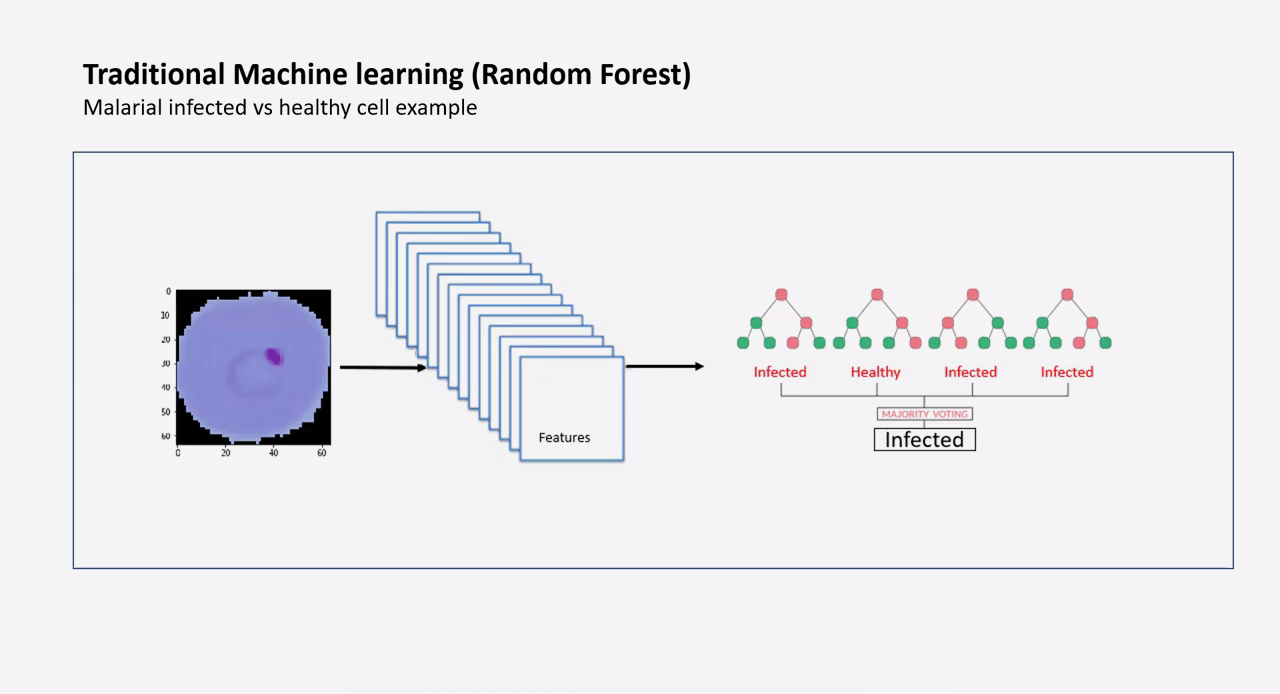 Traditional Machine learning (Random Forest)
Malarial infected vs healthy cell example
0
10
20
30
40
50
60
0 20 40 60
Features
Infected Healthy Infected Infected
MAJORITY VOTING
Infected